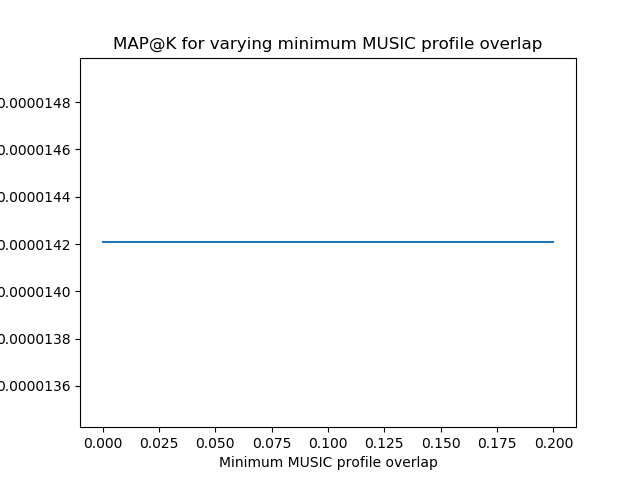 MAP@K for varying minimum MUSIC profile overlap
0.0000148
0.0000146
0.0000144
0.0000142
0.0000140
0.0000138
0.0000136
0.000 0.025 0.050 0.075 0.100 0.125 0.150 0.175 0.200
Minimum MUSIC profile overlap